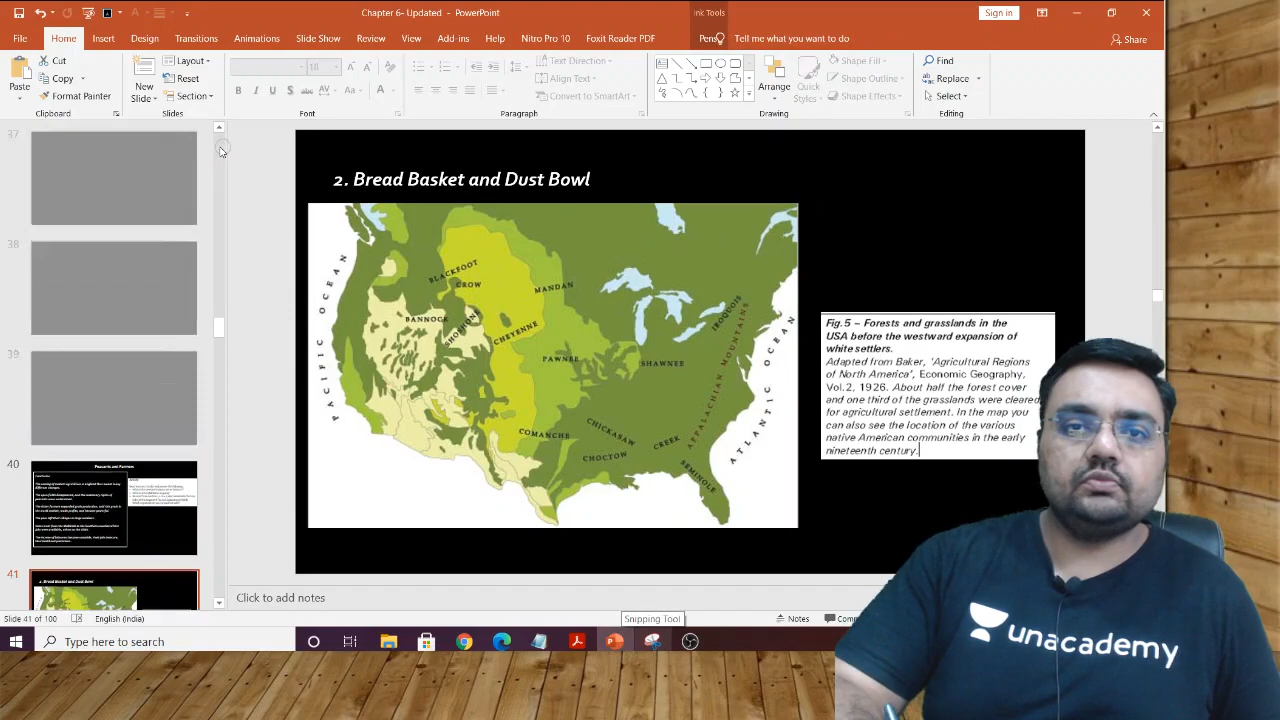 Chapter 6- Updated - PowerPoint
Ink Tools
Sign in
File
Home
Insert
Design
Transitions
Animations
Slide Show
Review
View
Add-ins
Help
Nitro Pro 10
Foxit Reader PDF
Pens
Tell me what you want to do
Share
Paste
Cut
Copy
Format Painter
Clipboard
New
Slide
Layout
Reset
Section
Slides
18
Font
Text Direction
Align Text
Convert to SmartArt
Paragraph
Arrange
Quick
Styles
Shape Fill
Shape Outline
Shape Effects
Drawing
Find
Replace
Select
Editing
37
38
39
40
Peasants and Farmers
41
2. Bread Basket and Dust Bowl
2. Bread Basket and Dust Bowl
PACIFIC OCEAN
BLACKFOOT
CROW
MANDAN
BANNOCK
SHOSHONE
CHEYENNE
PAWNEE
SHAWNEE
IROQUOIS
APPALACHIAN MOUNTAINS
ATLANTIC OCEAN
COMANCHE
CHICKASAW
CREEK
CHOCTOW
SEMINOLE
Fig.5 – Forests and grasslands in the
USA before the westward expansion of
white settlers.
Adapted from Baker, 'Agricultural Regions
of North America', Economic Geography,
Vol.2, 1926. About half the forest cover
and one third of the grasslands were cleared
for agricultural settlement. In the map you
can also see the location of the various
native American communities in the early
nineteenth century.
Click to add notes
Slide 41 of 100
English (India)
Snipping Tool
Notes
Type here to search
unacademy